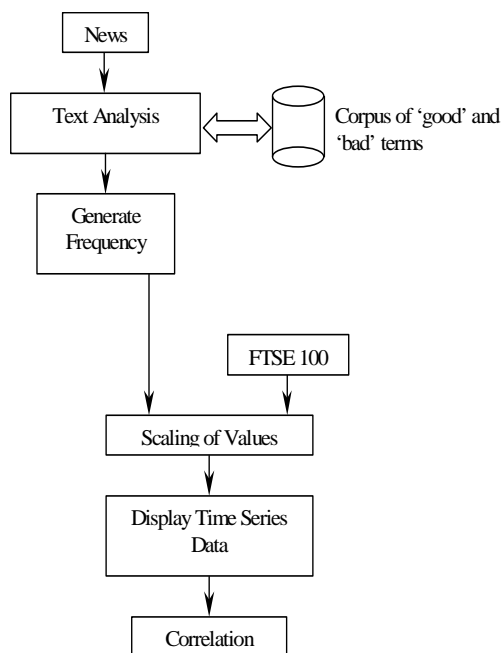 News
Text Analysis
Corpus of ‘good’ and
‘bad’ terms
Generate
Frequency
FTSE 100
Scaling of Values
Display Time Series
Data
Correlation